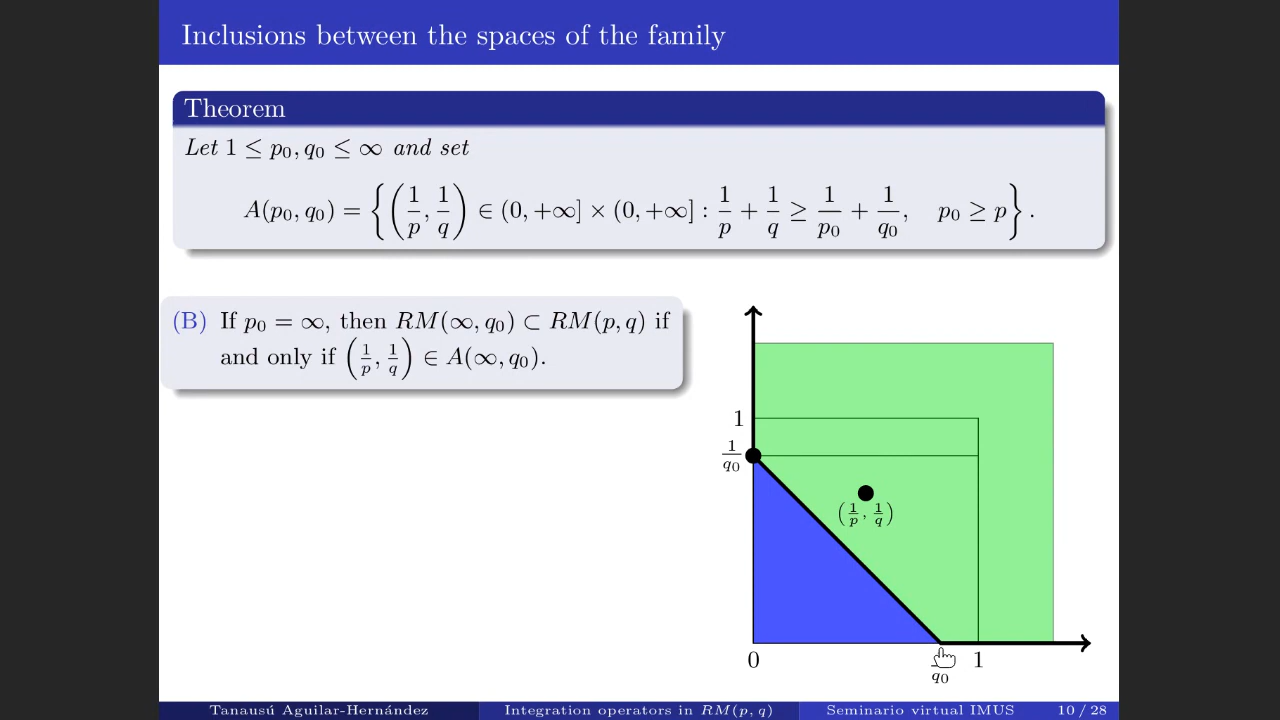 Inclusions between the spaces of the family
Theorem
Let 1 ≤ p₀, q₀ ≤ ∞ and set
A(p₀, q₀) = {(1/p, 1/q) ∈ (0, +∞] × (0, +∞] : 1/p + 1/q ≥ 1/p₀ + 1/q₀, p₀ ≥ p}.
(B) If p₀ = ∞, then RM(∞, q₀) ⊂ RM(p, q) if
and only if (1/p, 1/q) ∈ A(∞, q₀).
1
1/q₀
(1/p, 1/q)
0
q₀
1
Tanausú Aguilar-Hernández
Integration operators in RM(p, q)
Seminario virtual IMUS
10 / 28